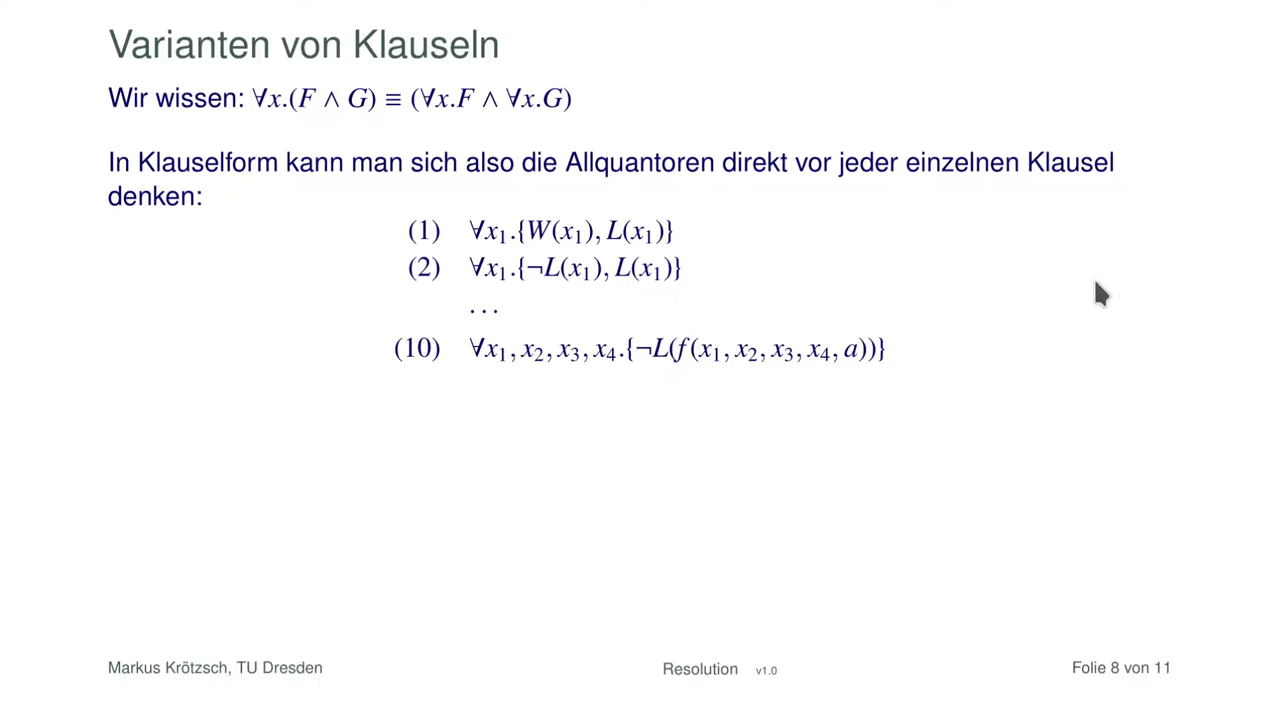 Varianten von Klauseln
Wir wissen: ∀x.(F ∧ G) ≡ (∀x.F ∧ ∀x.G)
In Klauselform kann man sich also die Allquantoren direkt vor jeder einzelnen Klausel
denken:
(1) ∀x₁.{W(x₁), L(x₁)}
(2) ∀x₁.{¬L(x₁), L(x₁)}
...
(10) ∀x₁, x₂, x₃, x₄.{¬L(f(x₁, x₂, x₃, x₄, a))}
Markus Krötzsch, TU Dresden Resolution v1.0 Folie 8 von 11